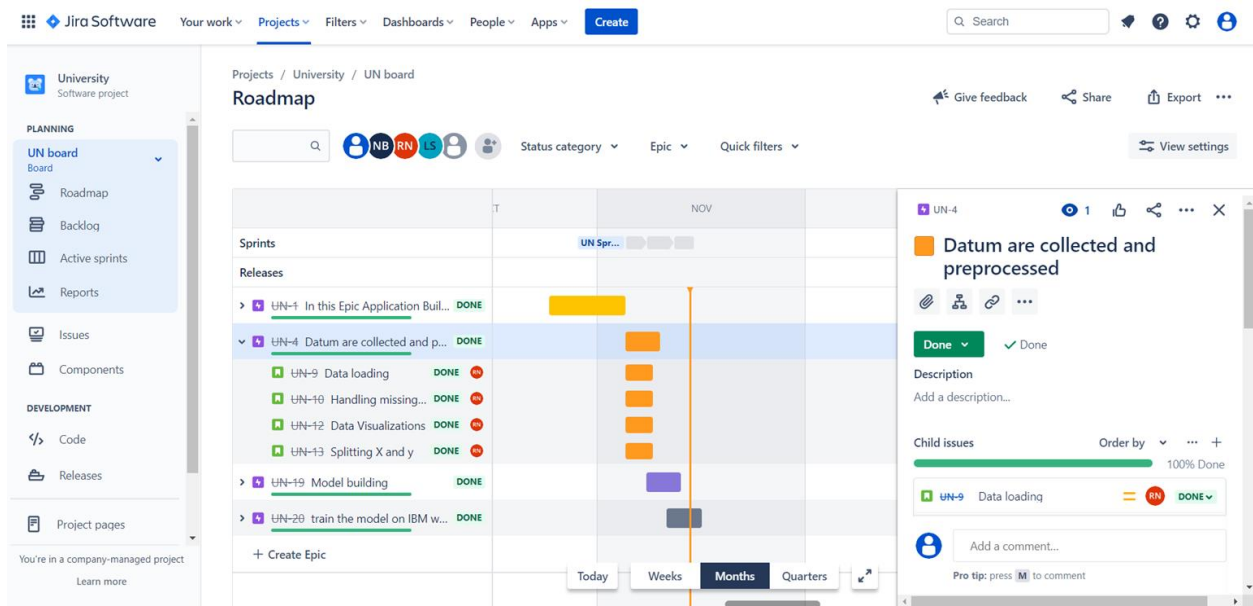 Jira Software Your work Projects Filters Dashboards People Apps Create Search
University
Software project
PLANNING
UN board
Board
Roadmap
Backlog
Active sprints
Reports
Issues
Components
DEVELOPMENT
Code
Releases
Project pages
You're in a company-managed project
Learn more
Projects / University / UN board
Roadmap
Give feedback Share Export
NB RN LS Status category Epic Quick filters View settings
T NOV
Sprints UN Spr...
Releases
UN-1 In this Epic Application Buil... DONE
UN-4 Datum are collected and p... DONE
UN-9 Data loading DONE RN
UN-10 Handling missing... DONE RN
UN-12 Data Visualizations DONE RN
UN-13 Splitting X and y DONE RN
UN-19 Model building DONE
UN-20 train the model on IBM w... DONE
+ Create Epic
Today Weeks Months Quarters
UN-4 1
Datum are collected and
preprocessed
Done Done
Description
Add a description...
Child issues Order by
100% Done
UN-9 Data loading RN DONE
Add a comment...
Pro tip: press M to comment